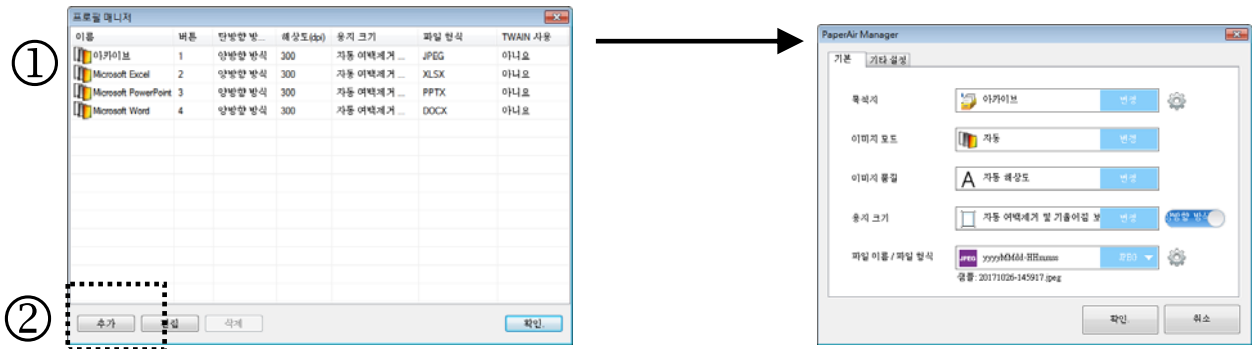 ①
프로필 매니저
이름 버튼 단방향 방... 해상도(dpi) 용지 크기 파일 형식 TWAIN 사용
아카이브 1 양방향 방식 300 자동 여백제거 ... JPEG 아니요
Microsoft Excel 2 양방향 방식 300 자동 여백제거 ... XLSX 아니요
Microsoft PowerPoint 3 양방향 방식 300 자동 여백제거 ... PPTX 아니요
Microsoft Word 4 양방향 방식 300 자동 여백제거 ... DOCX 아니요
②
추가 편집 삭제 확인.
PaperAir Manager
기본 기타 설정
목적지 아카이브 변경
이미지 모드 자동 변경
이미지 품질 A 자동 해상도 변경
용지 크기 자동 여백제거 및 기울어짐 보 변경
파일 이름 / 파일 형식 JPEG yyyyMMdd-HHmmss JPEG
샘플: 20171026-145917.jpeg
확인. 취소